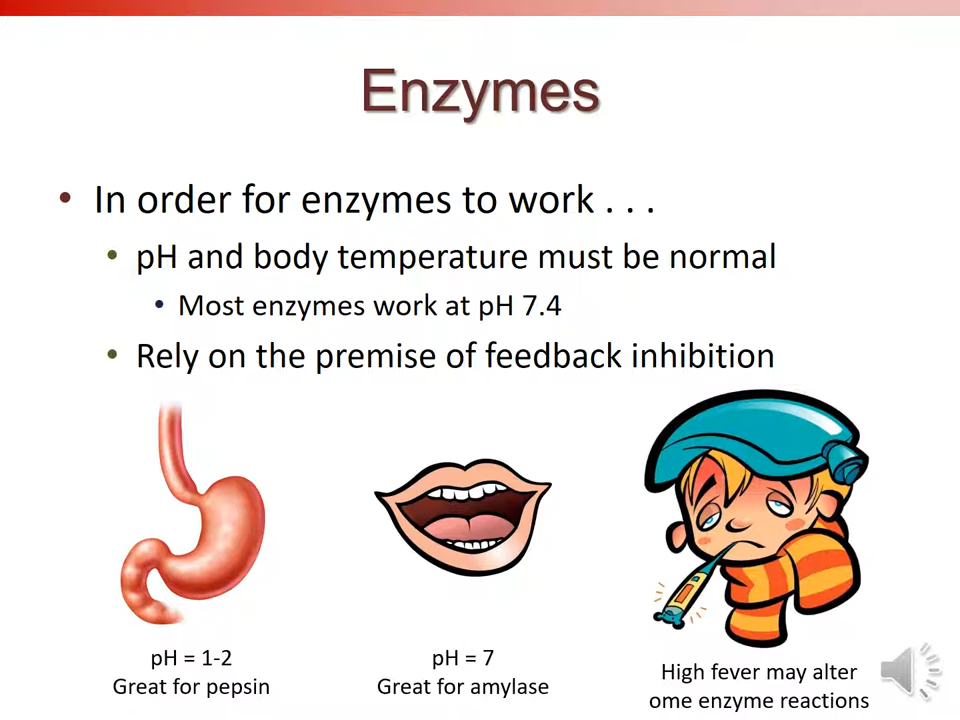 Enzymes
• In order for enzymes to work . . .
• pH and body temperature must be normal
• Most enzymes work at pH 7.4
• Rely on the premise of feedback inhibition
pH = 1-2
Great for pepsin
pH = 7
Great for amylase
High fever may alter
ome enzyme reactions